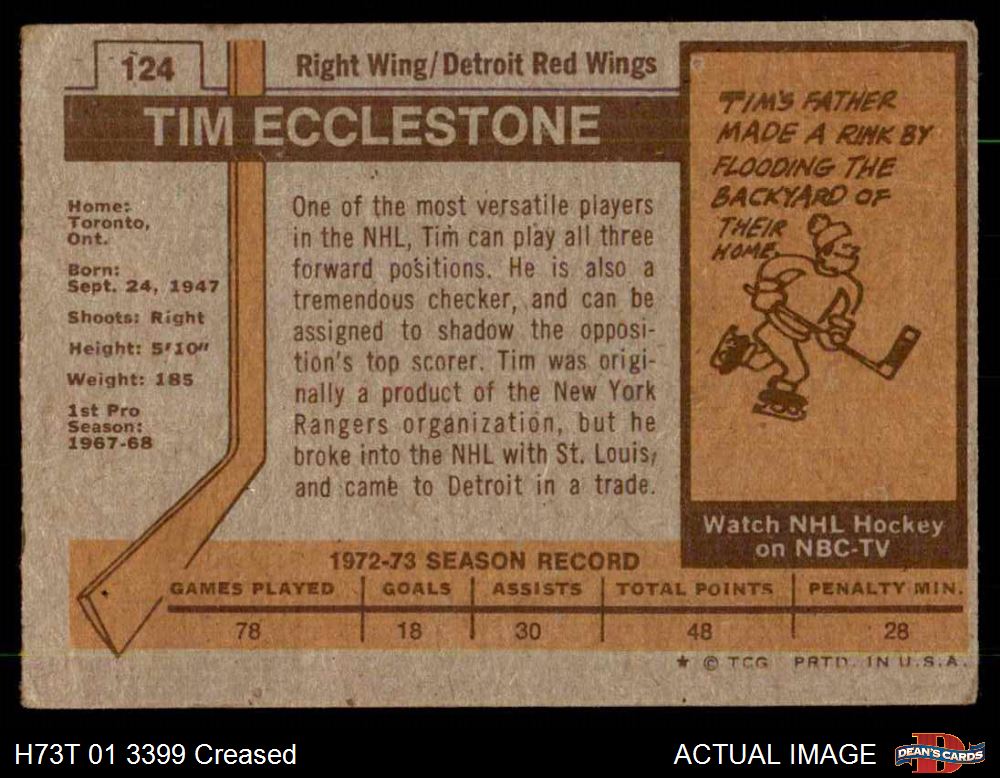 124
Right Wing/Detroit Red Wings
TIM ECCLESTONE
Home:
Toronto,
Ont.
Born:
Sept. 24, 1947
Shoots: Right
Height: 5'10"
Weight: 185
1st Pro
Season:
1967-68
One of the most versatile players
in the NHL, Tim can play all three
forward positions. He is also a
tremendous checker, and can be
assigned to shadow the opposi-
tion's top scorer. Tim was origi-
nally a product of the New York
Rangers organization, but he
broke into the NHL with St. Louis,
and came to Detroit in a trade.
TIM'S FATHER
MADE A RINK BY
FLOODING THE
BACKYARD OF
THEIR
HOME.
Watch NHL Hockey
on NBC-TV
1972-73 SEASON RECORD
GAMES PLAYED GOALS ASSISTS TOTAL POINTS PENALTY MIN.
78 18 30 48 28
★ © TCG PRTD. IN U.S.A.
H73T 01 3399 Creased
ACTUAL IMAGE
DEAN'S CARDS